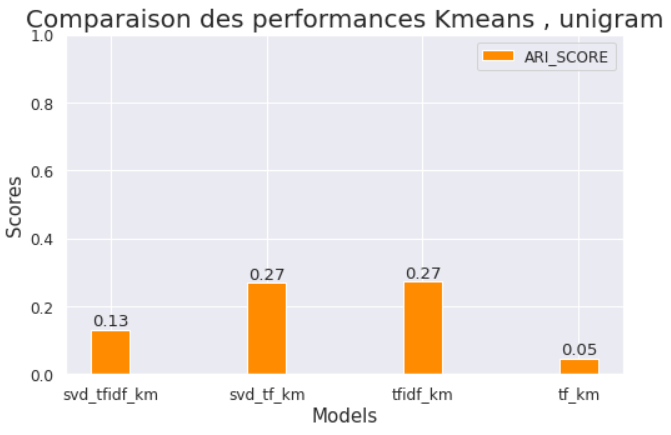 Comparaison des performances Kmeans , unigram
1.0
ARI_SCORE
0.8
0.6
Scores
0.4
0.27
0.27
0.2
0.13
0.05
0.0
svd_tfidf_km
svd_tf_km
tfidf_km
tf_km
Models